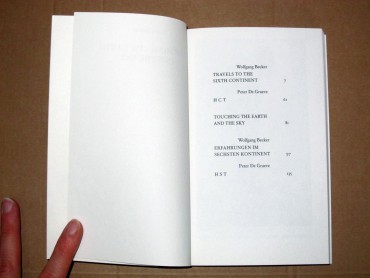 Wolfgang Becker
TRAVELS TO THE
SIXTH CONTINENT
Peter De Graeve
TOUCHING THE EARTH
AND THE SKY
Wolfgang Becker
ERFAHRUNGEN IM
SECHSTEN KONTINENT
Peter De Graeve